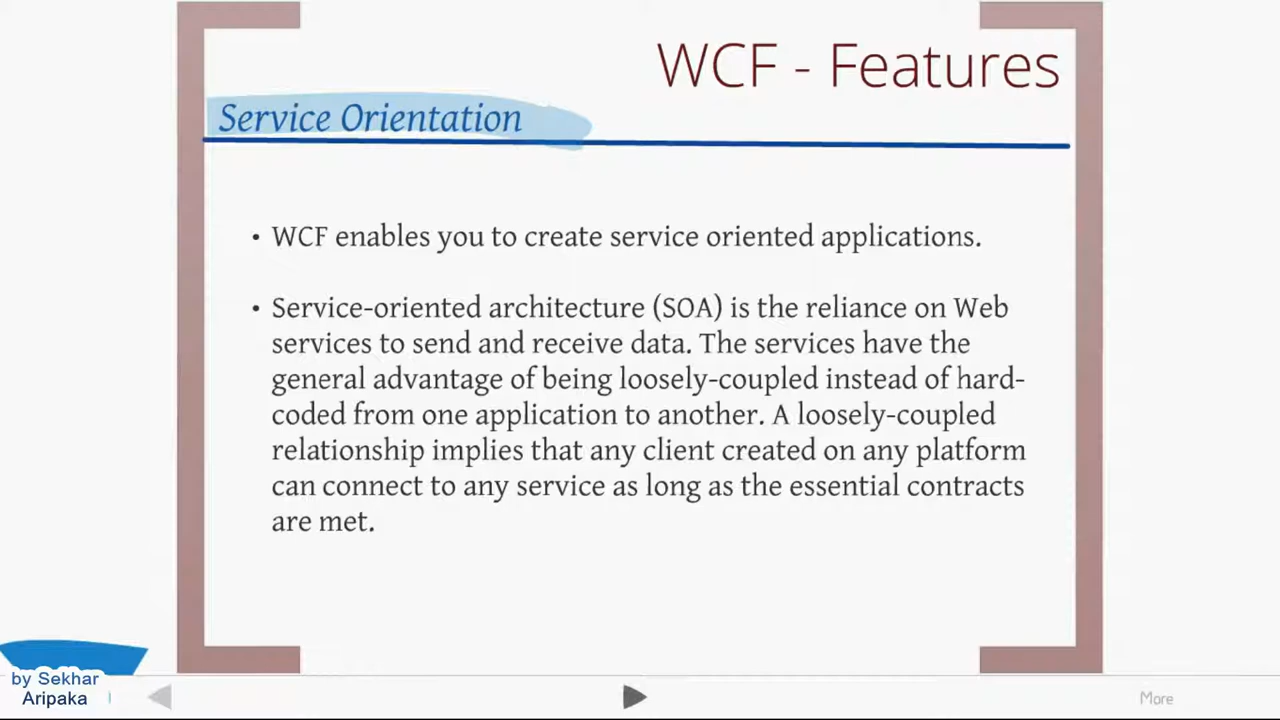 WCF - Features
Service Orientation
• WCF enables you to create service oriented applications.
• Service-oriented architecture (SOA) is the reliance on Web
services to send and receive data. The services have the
general advantage of being loosely-coupled instead of hard-
coded from one application to another. A loosely-coupled
relationship implies that any client created on any platform
can connect to any service as long as the essential contracts
are met.
by Sekhar
Aripaka
More